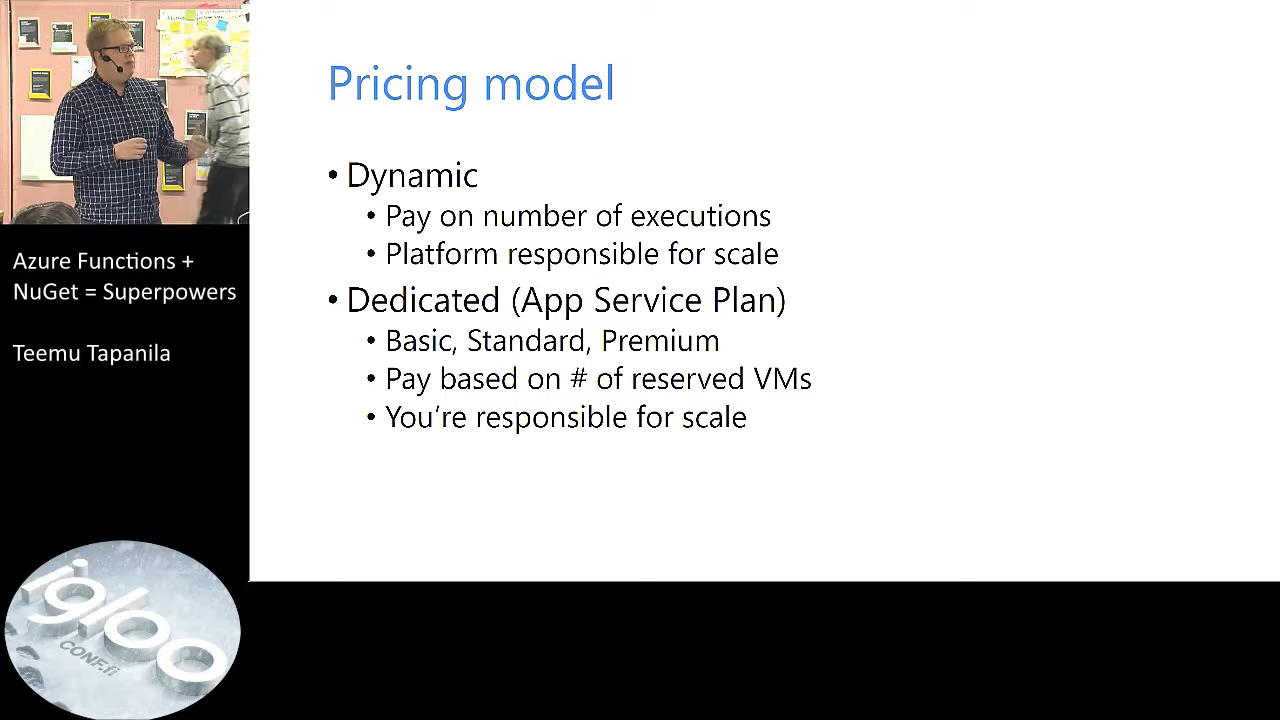 Pricing model
• Dynamic
• Pay on number of executions
• Platform responsible for scale
• Dedicated (App Service Plan)
• Basic, Standard, Premium
• Pay based on # of reserved VMs
• You're responsible for scale
Azure Functions +
NuGet = Superpowers
Teemu Tapanila
igloo
CONF.fi